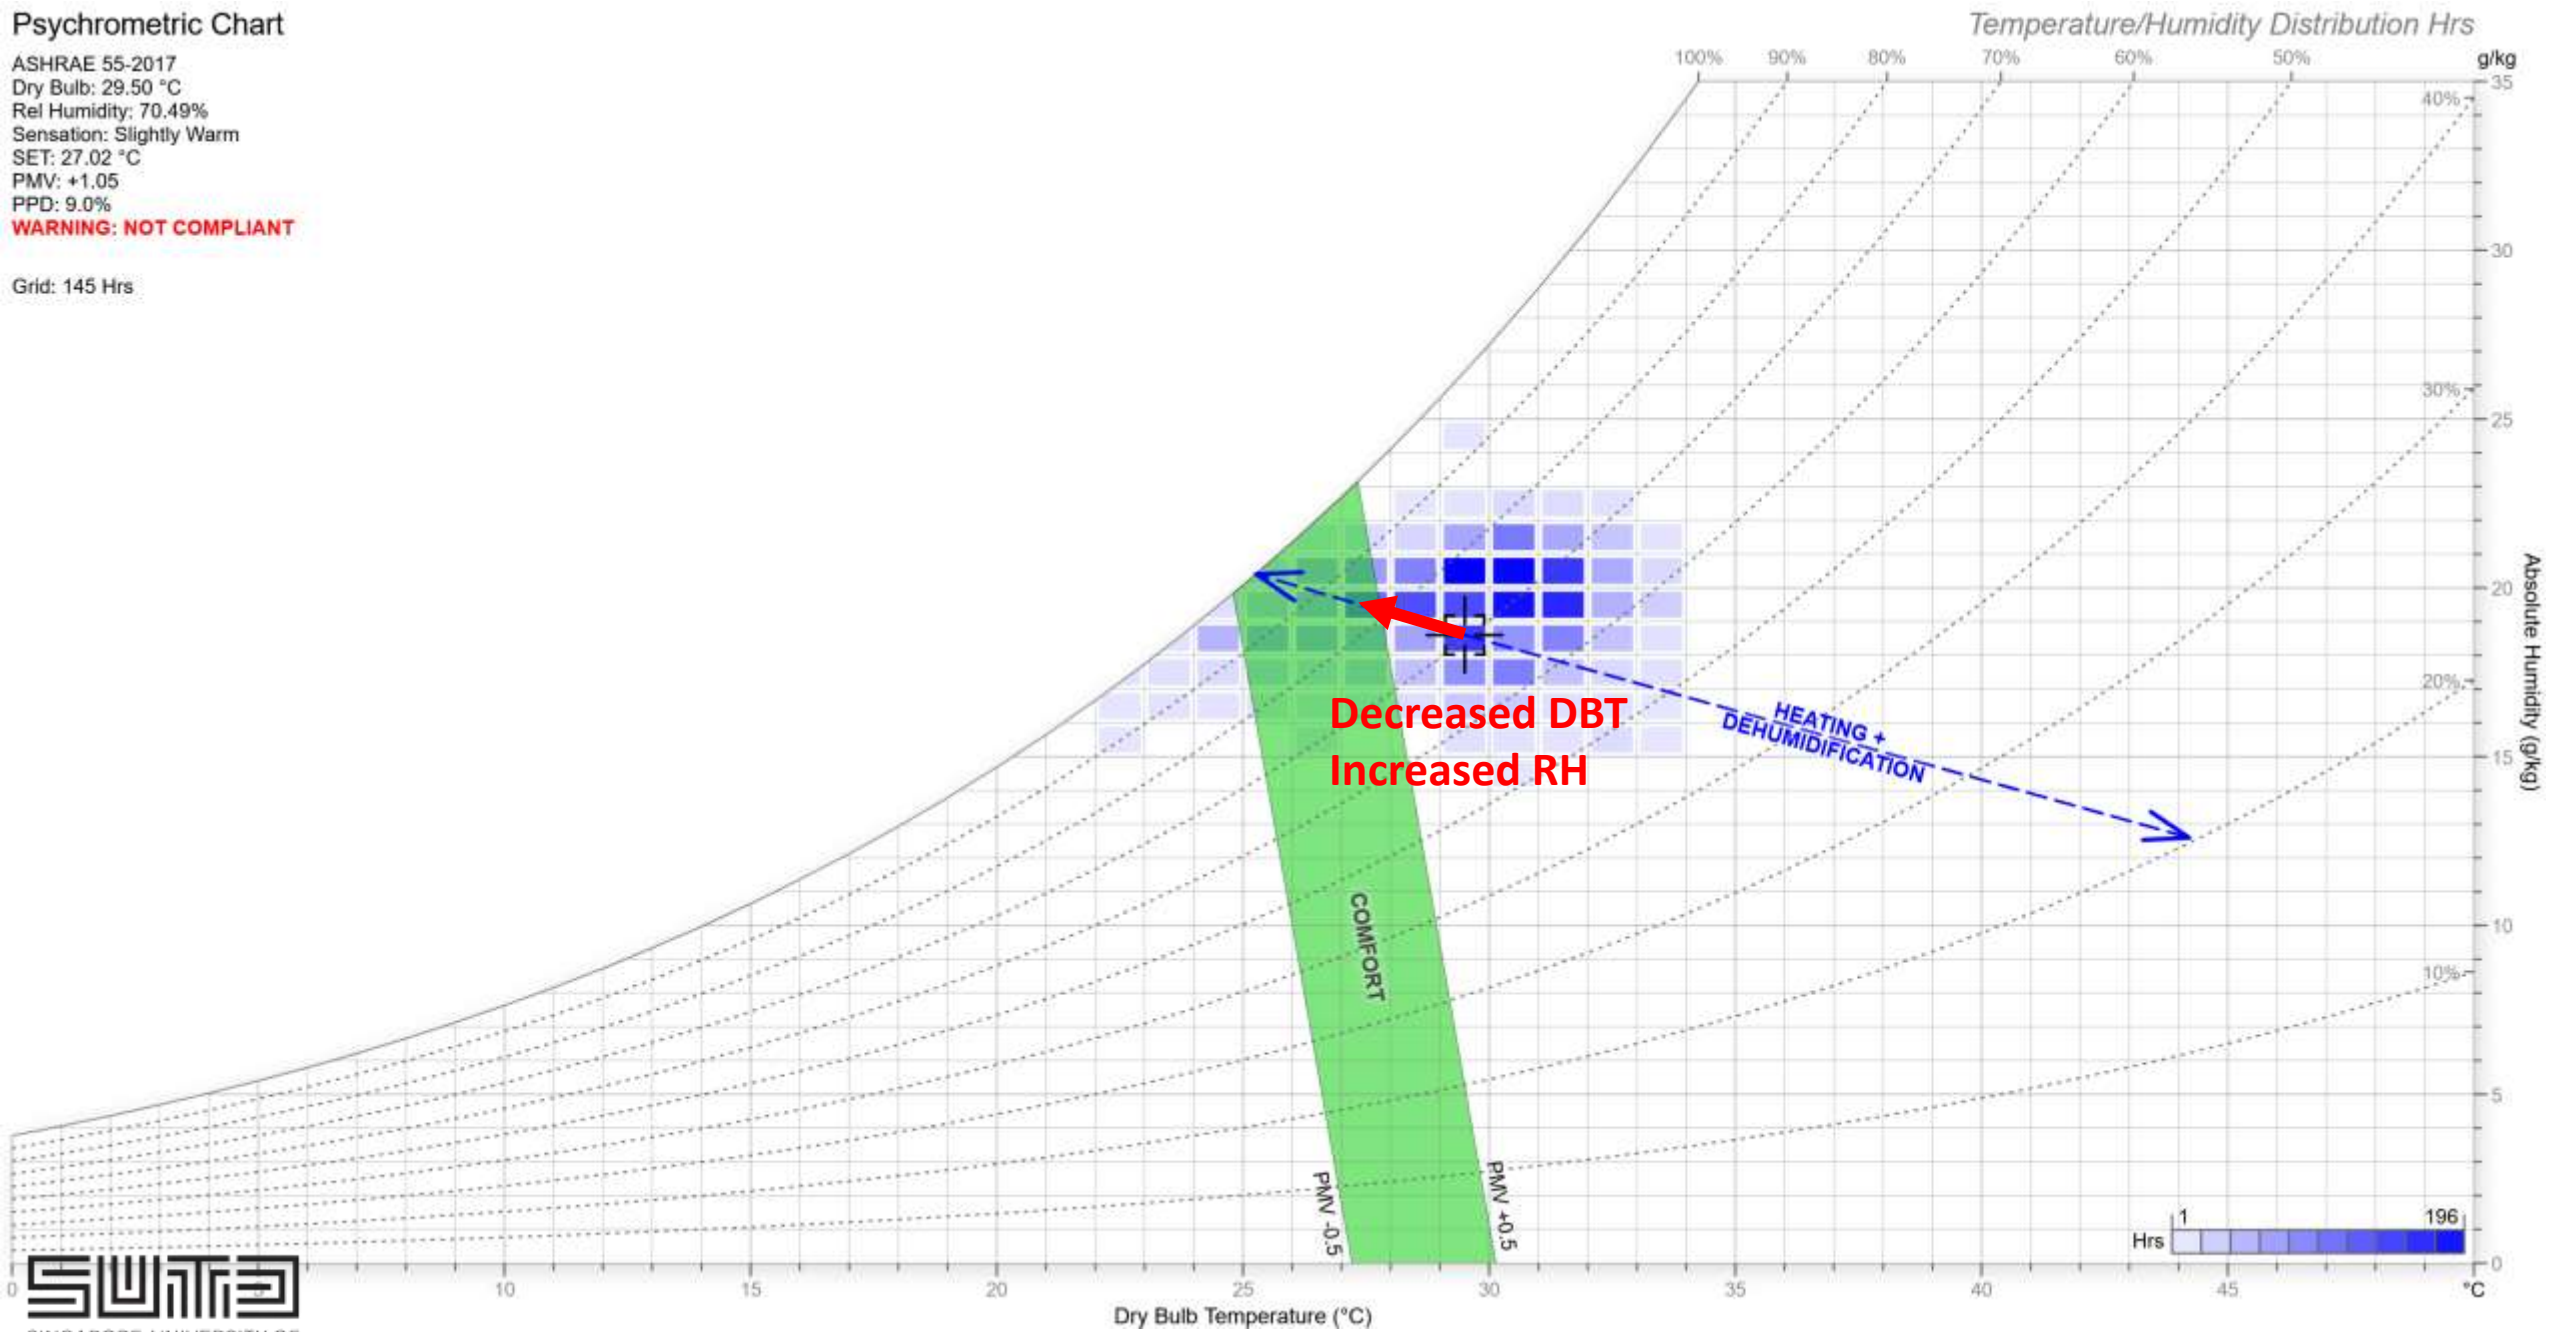 Psychrometric Chart
ASHRAE 55-2017
Dry Bulb: 29.50 °C
Rel Humidity: 70.49%
Sensation: Slightly Warm
SET: 27.02 °C
PMV: +1.05
PPD: 9.0%
WARNING: NOT COMPLIANT
Grid: 145 Hrs
Temperature/Humidity Distribution Hrs
100% 90% 80% 70% 60% 50% g/kg
35
40%
30
30%
25
20
20%
15
10
10%
5
0
Absolute Humidity (g/kg)
Decreased DBT
Increased RH
HEATING +
DEHUMIDIFICATION
COMFORT
PMV -0.5
PMV +0.5
1 196
Hrs
0 5 10 15 20 25 30 35 40 45 °C
Dry Bulb Temperature (°C)
SUTD